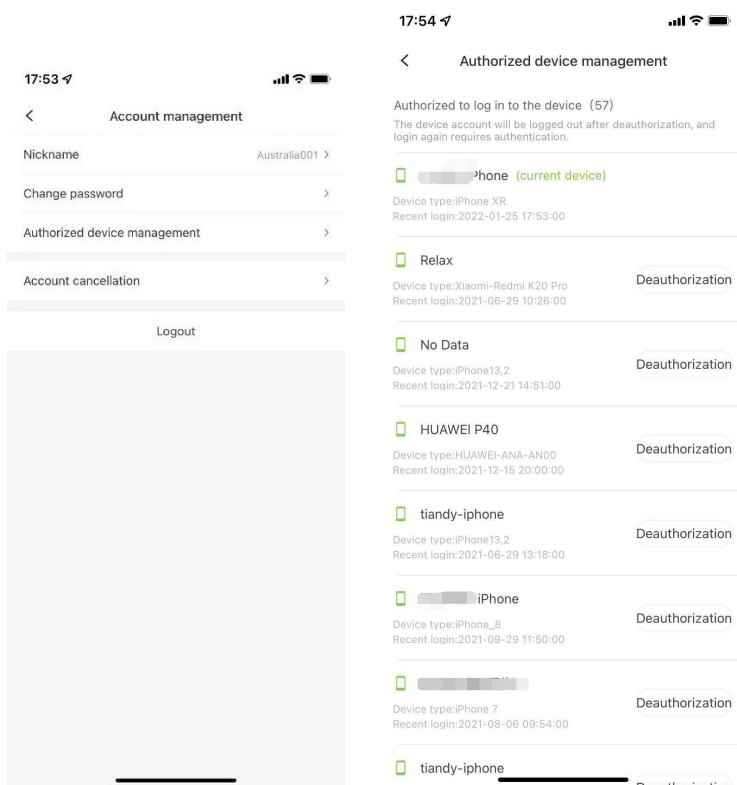 17:53
Account management
Nickname
Australia001
Change password
Authorized device management
Account cancellation
Logout
17:54
Authorized device management
Authorized to log in to the device (57)
The device account will be logged out after deauthorization, and
login again requires authentication.
Phone (current device)
Device type:iPhone XR
Recent login:2022-01-25 17:53:00
Relax
Device type:Xiaomi-Redmi K20 Pro
Recent login:2021-06-29 10:26:00
Deauthorization
No Data
Device type:iPhone13,2
Recent login:2021-12-21 14:51:00
Deauthorization
HUAWEI P40
Device type:HUAWEI-ANA-AN00
Recent login:2021-12-15 20:00:00
Deauthorization
tiandy-iphone
Device type:iPhone13,2
Recent login:2021-06-29 13:18:00
Deauthorization
iPhone
Device type:iPhone_8
Recent login:2021-09-29 11:50:00
Deauthorization
Device type:iPhone 7
Recent login:2021-08-06 09:54:00
Deauthorization
tiandy-iphone